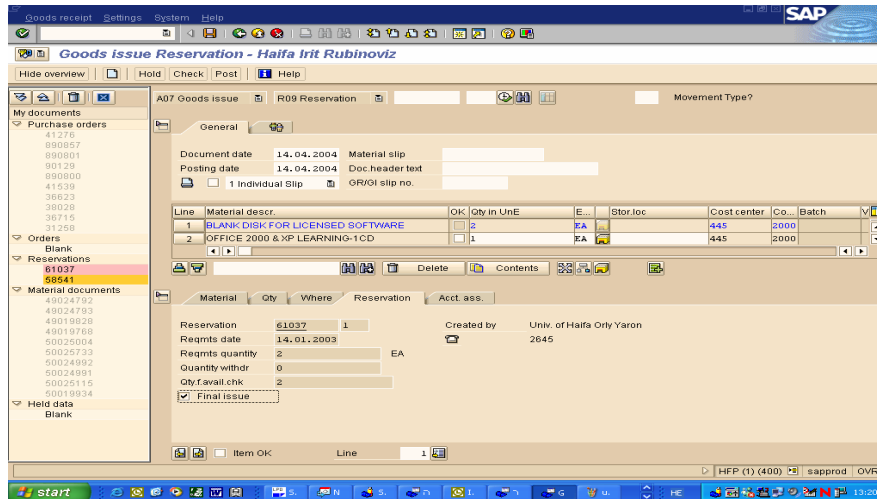 Goods receipt Settings System Help
SAP
Goods issue Reservation - Haifa Irit Rubinoviz
Hide overview Hold Check Post Help
A07 Goods issue R09 Reservation Movement Type?
My documents
Purchase orders
41276
890857
890801
90129
890800
41539
36623
38028
36715
31258
Orders
Blank
Reservations
61037
58541
Material documents
49024792
49024793
49019828
49019768
50025004
50025733
50024992
50024991
50025115
50019934
Held data
Blank
General
Document date 14.04.2004 Material slip
Posting date 14.04.2004 Doc.header text
1 Individual Slip GR/GI slip no.
Line Material descr. OK Qty in UnE E... Stor.loc Cost center Co... Batch V
1 BLANK DISK FOR LICENSED SOFTWARE 2 EA 445 2000
2 OFFICE 2000 & XP LEARNING-1CD 1 EA 445 2000
Delete Contents
Material Qty Where Reservation Acct. ass.
Reservation 61037 1 Created by Univ. of Haifa Orly Yaron
Reqmts date 14.01.2003 2645
Reqmts quantity 2 EA
Quantity withdr 0
Qty.f.avail.chk 2
Final issue
Item OK Line 1
HFP (1) (400) sapprod OVR
start S. N S. ח I. ר G u. HE 13:20